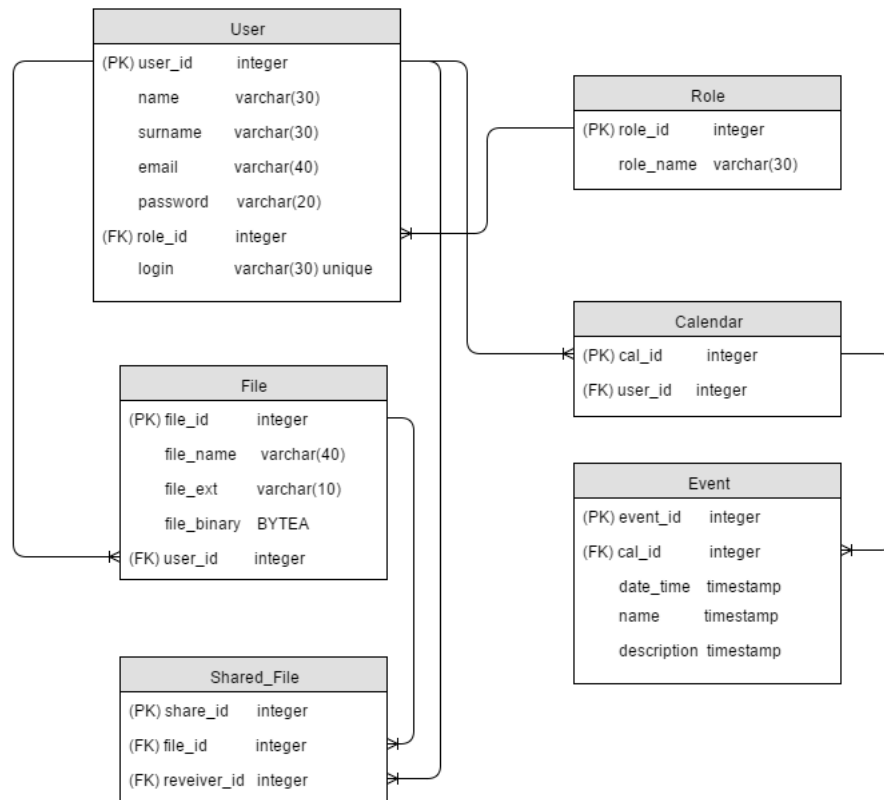 User
(PK) user_id integer
name varchar(30)
surname varchar(30)
email varchar(40)
password varchar(20)
(FK) role_id integer
login varchar(30) unique
Role
(PK) role_id integer
role_name varchar(30)
Calendar
(PK) cal_id integer
(FK) user_id integer
File
(PK) file_id integer
file_name varchar(40)
file_ext varchar(10)
file_binary BYTEA
(FK) user_id integer
Event
(PK) event_id integer
(FK) cal_id integer
date_time timestamp
name timestamp
description timestamp
Shared_File
(PK) share_id integer
(FK) file_id integer
(FK) reveiver_id integer